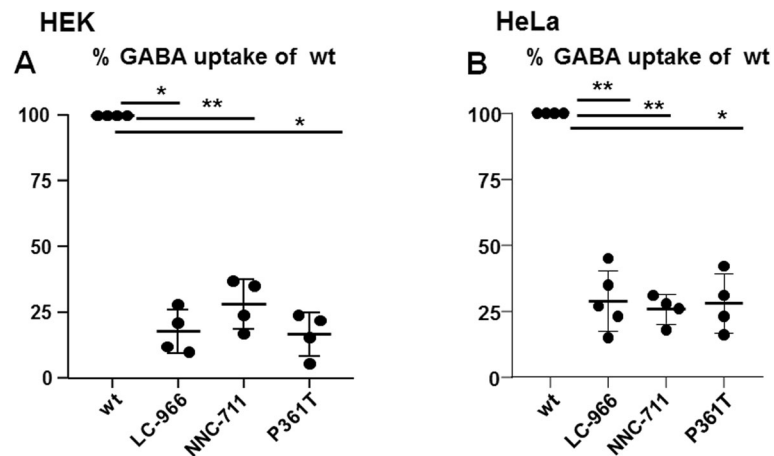 HEK
A
% GABA uptake of wt
*
**
*
100
75
50
25
0
wt
LC-966
NNC-711
P361T
HeLa
B
% GABA uptake of wt
**
**
*
100
75
50
25
0
wt
LC-966
NNC-711
P361T